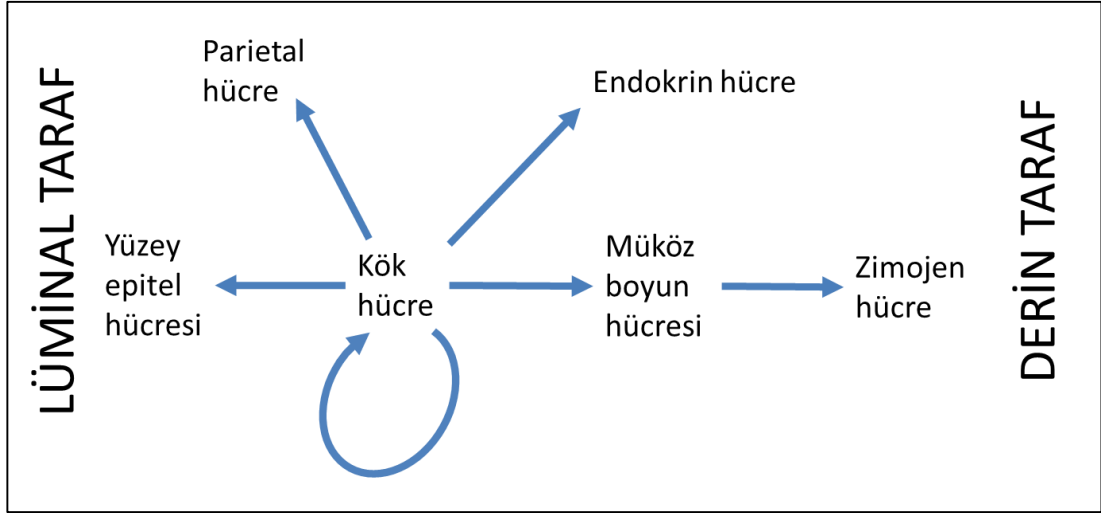 LÜMİNAL TARAF
Parietal
hücre
Endokrin hücre
Yüzey
epitel
hücresi
Kök
hücre
Müköz
boyun
hücresi
Zimojen
hücre
DERİN TARAF